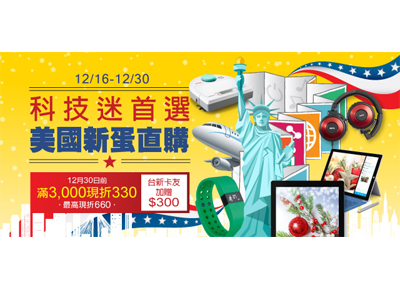 12/16-12/30
科技迷首選
美國新蛋直購
12月30日前
滿3,000現折330
·最高現折660·
台新卡友
加贈
$300